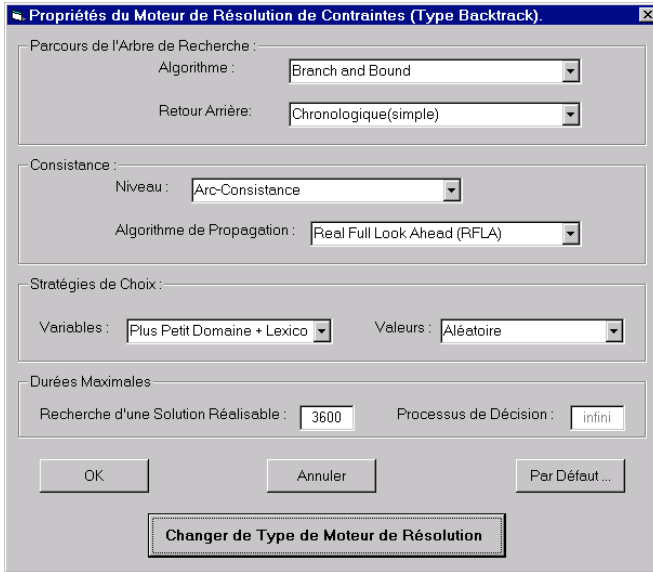 Propriétés du Moteur de Résolution de Contraintes (Type Backtrack).
Parcours de l'Arbre de Recherche :
Algorithme : Branch and Bound
Retour Arrière: Chronologique(simple)
Consistance :
Niveau : Arc-Consistance
Algorithme de Propagation : Real Full Look Ahead (RFLA)
Stratégies de Choix :
Variables : Plus Petit Domaine + Lexico Valeurs : Aléatoire
Durées Maximales
Recherche d'une Solution Réalisable : 3600 Processus de Décision : infini
OK Annuler Par Défaut ...
Changer de Type de Moteur de Résolution